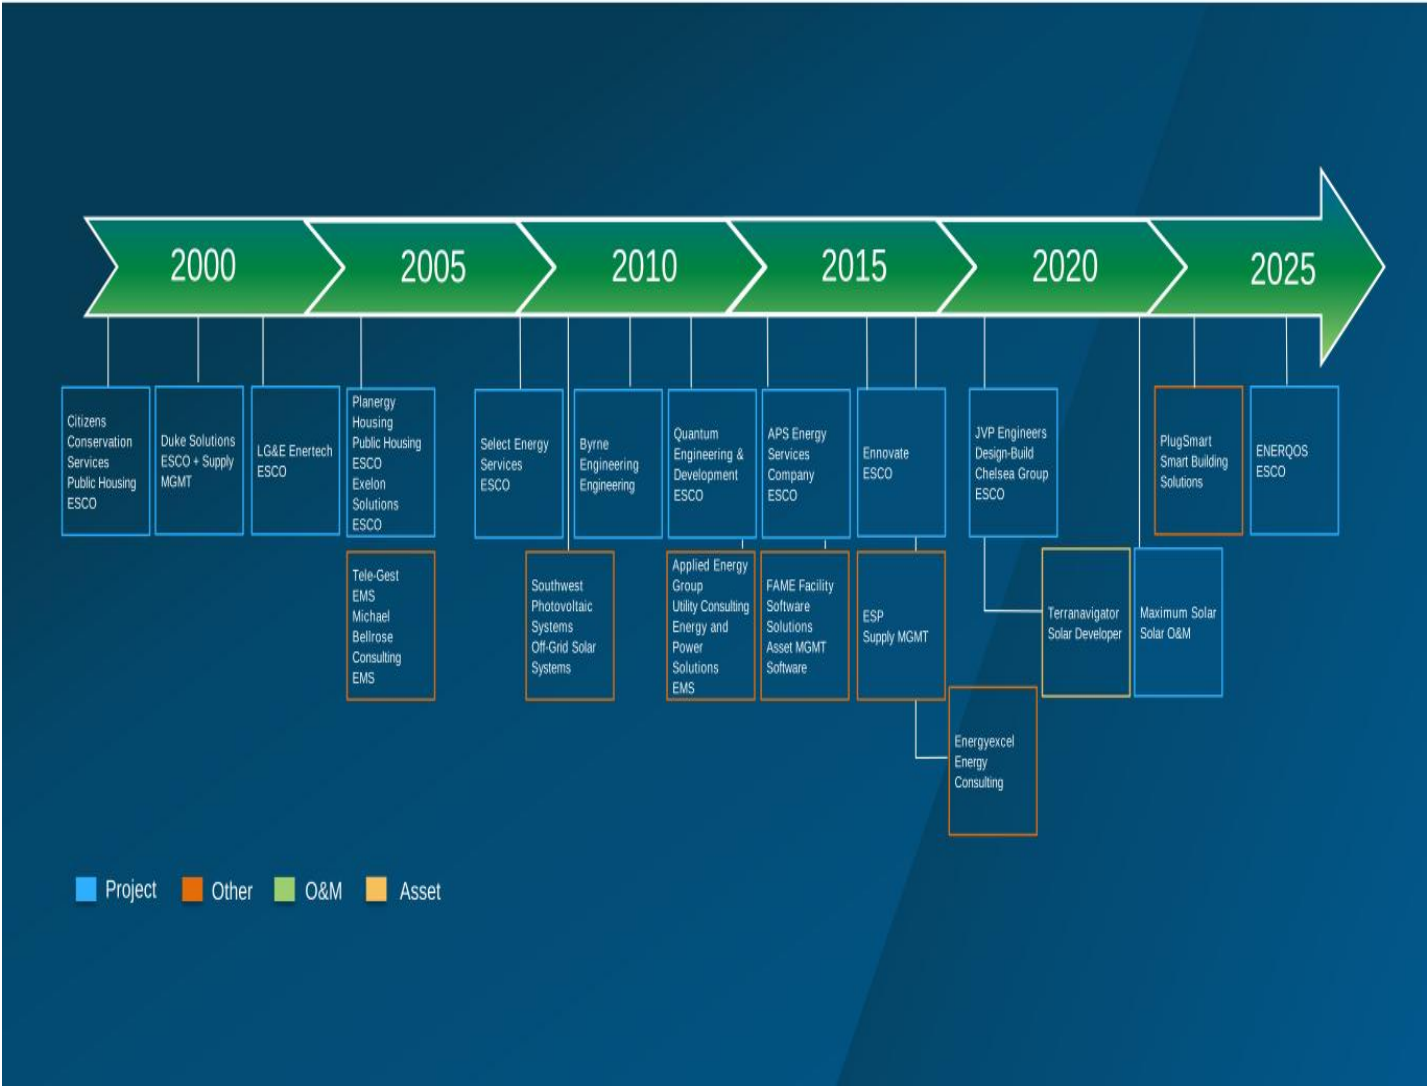 2000
2005
2010
2015
2020
2025
Citizens
Conservation
Services
Public Housing
ESCO
Duke Solutions
ESCO + Supply
MGMT
LG&E Enertech
ESCO
Planergy
Housing
Public Housing
ESCO
Exelon
Solutions
ESCO
Select Energy
Services
ESCO
Byrne
Engineering
Engineering
Quantum
Engineering &
Development
ESCO
APS Energy
Services
Company
ESCO
Ennovate
ESCO
JVP Engineers
Design-Build
Chelsea Group
ESCO
PlugSmart
Smart Building
Solutions
ENERQOS
ESCO
Tele-Gest
EMS
Michael
Bellrose
Consulting
EMS
Southwest
Photovoltaic
Systems
Off-Grid Solar
Systems
Applied Energy
Group
Utility Consulting
Energy and
Power
Solutions
EMS
FAME Facility
Software
Solutions
Asset MGMT
Software
ESP
Supply MGMT
Terranavigator
Solar Developer
Maximum Solar
Solar O&M
Energyexcel
Energy
Consulting
Project
Other
O&M
Asset